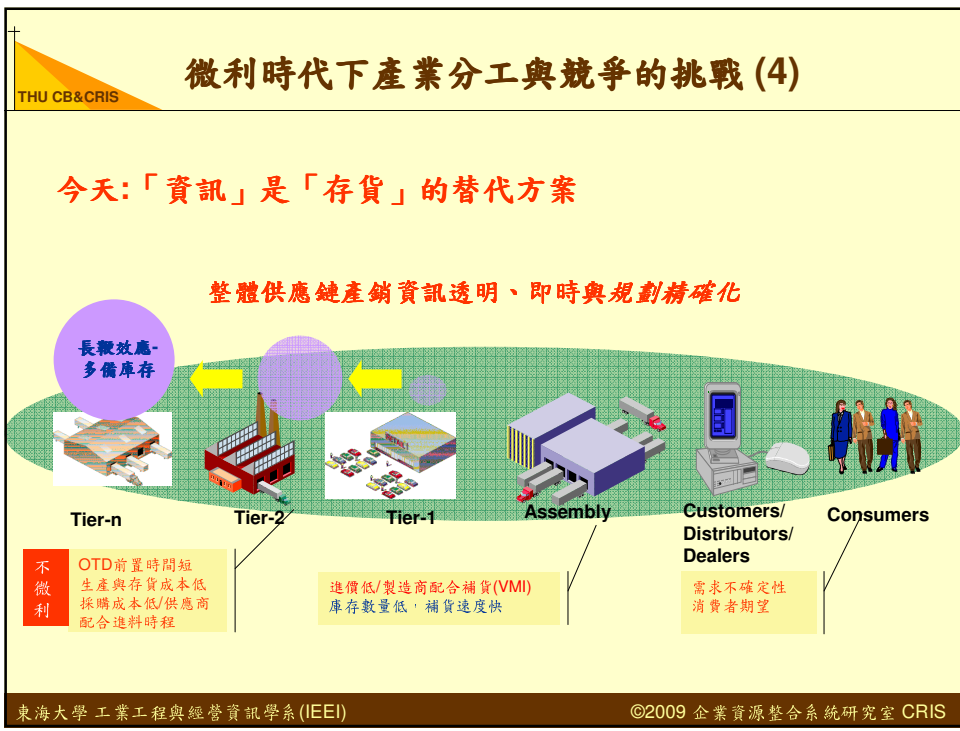 微利時代下產業分工與競爭的挑戰 (4)
THU CB&CRIS
今天:「資訊」是「存貨」的替代方案
整體供應鏈產銷資訊透明、即時與規劃精確化
長鞭效應-
多備庫存
Tier-n
Tier-2
Tier-1
Assembly
Customers/
Distributors/
Dealers
Consumers
不
微
利
OTD前置時間短
生產與存貨成本低
採購成本低/供應商
配合進料時程
進價低/製造商配合補貨(VMI)
庫存數量低，補貨速度快
需求不確定性
消費者期望
東海大學 工業工程與經營資訊學系(IEEI)
©2009 企業資源整合系統研究室 CRIS